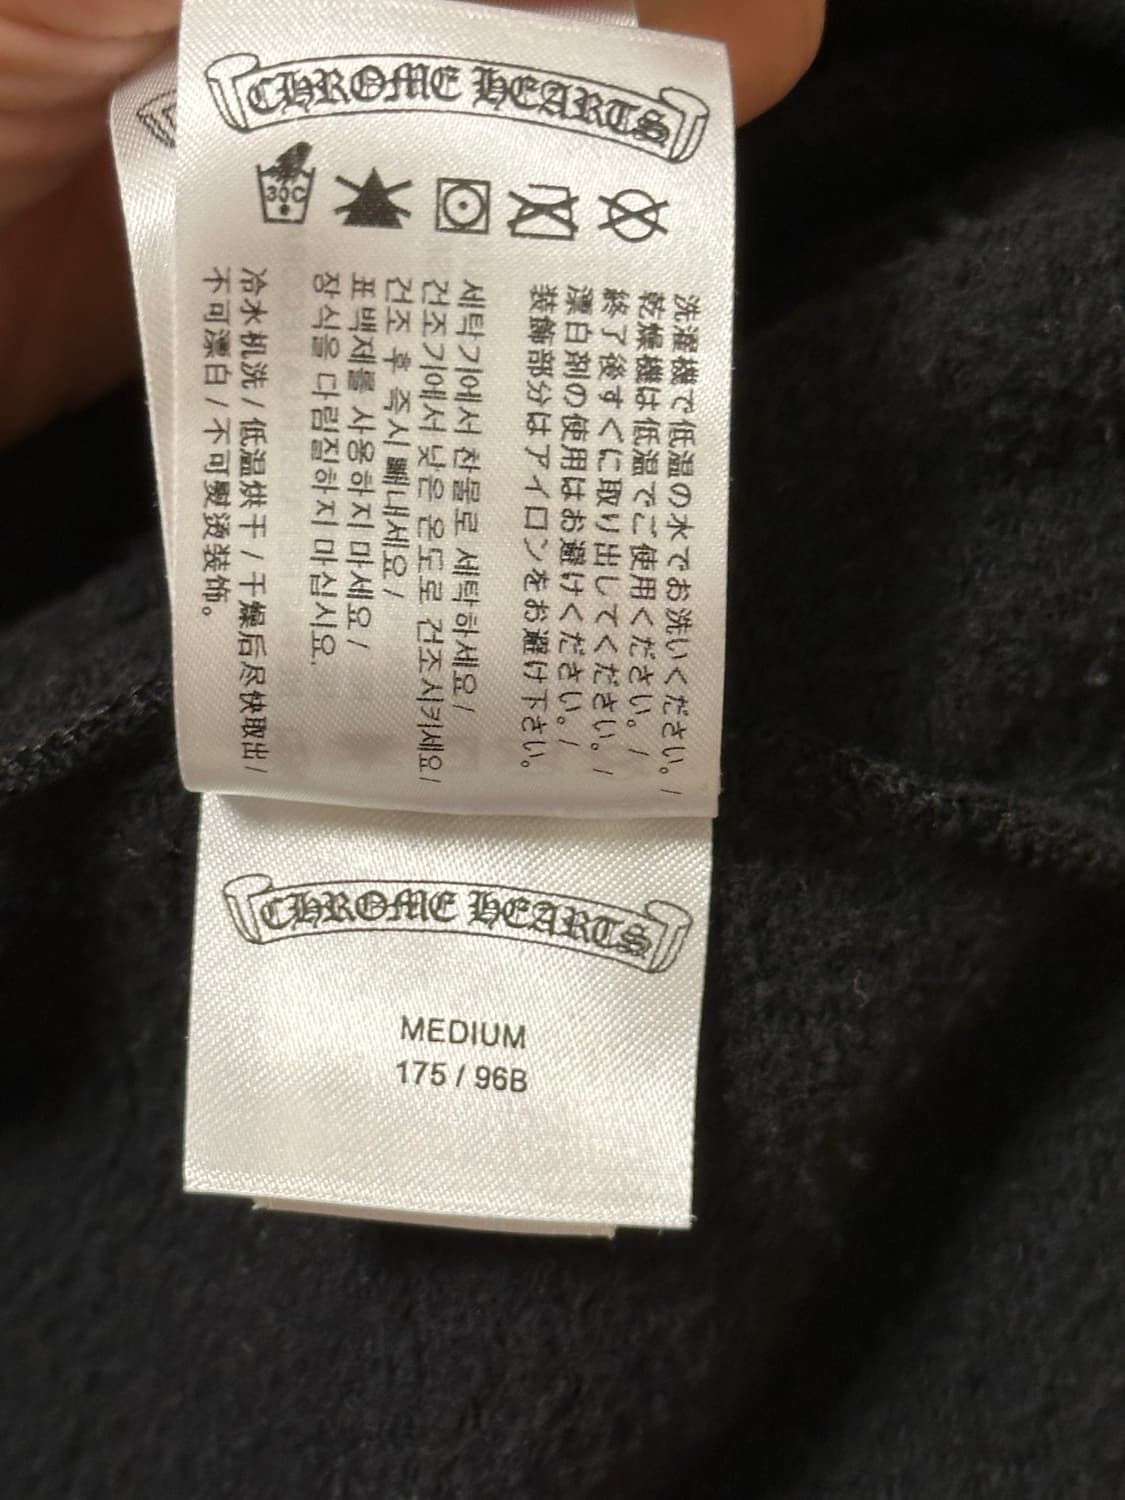 CHROME HEARTS
30C
洗濯機で低温の水でお洗いください。/
乾燥機は低温でご使用ください。/
終了後すぐに取り出してください。/
漂白剤の使用はお避けください。/
装飾部分はアイロンをお避け下さい。
세탁기에서 찬물로 세탁하세요 /
건조기에서 낮은 온도로 건조시키세요 /
건조 후 즉시 빼내세요 /
표백제를 사용하지 마세요 /
장식을 다림질하지 마십시요.
冷水机洗 / 低温烘干 / 干燥后尽快取出 /
不可漂白 / 不可熨烫装饰。
CHROME HEARTS
MEDIUM
175 / 96B